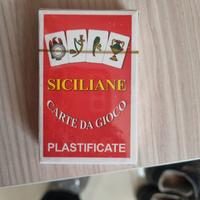 SICILIANE
CARTE DA GIOCO
PLASTIFICATE